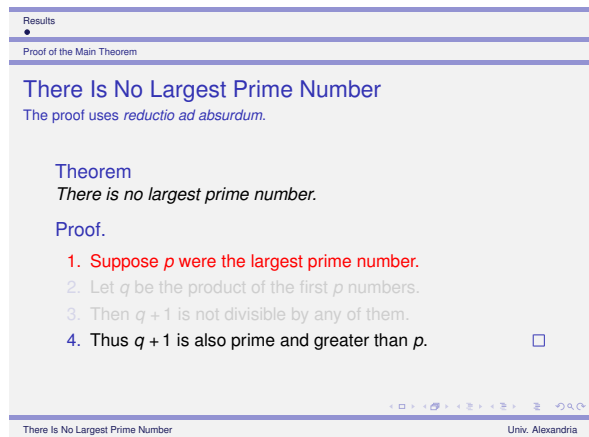 Results
Proof of the Main Theorem
There Is No Largest Prime Number
The proof uses reductio ad absurdum.
Theorem
There is no largest prime number.
Proof.
1. Suppose p were the largest prime number.
2. Let q be the product of the first p numbers.
3. Then q + 1 is not divisible by any of them.
4. Thus q + 1 is also prime and greater than p.
There Is No Largest Prime Number Univ. Alexandria